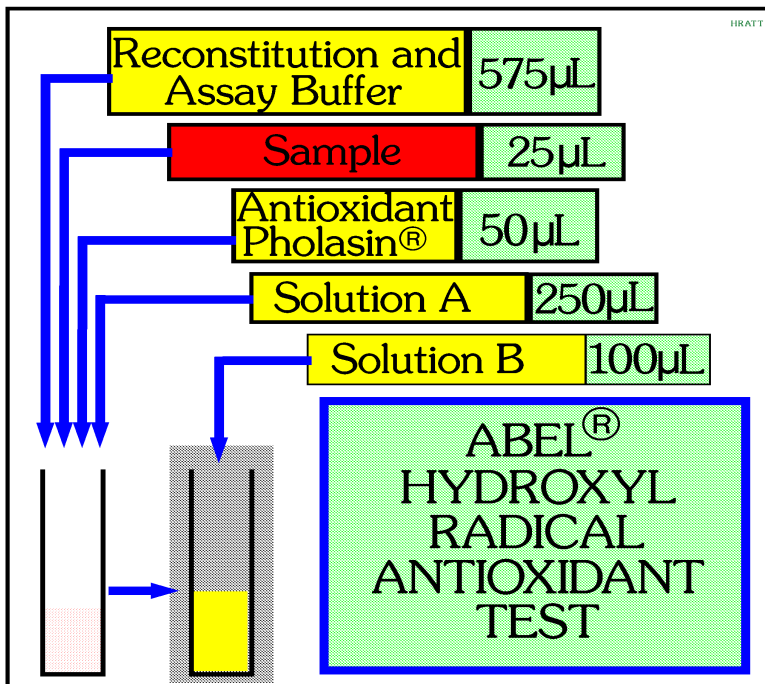 HRATT
Reconstitution and
Assay Buffer
575µL
Sample
25µL
Antioxidant
Pholasin®
50µL
Solution A
250µL
Solution B
100µL
ABEL®
HYDROXYL
RADICAL
ANTIOXIDANT
TEST